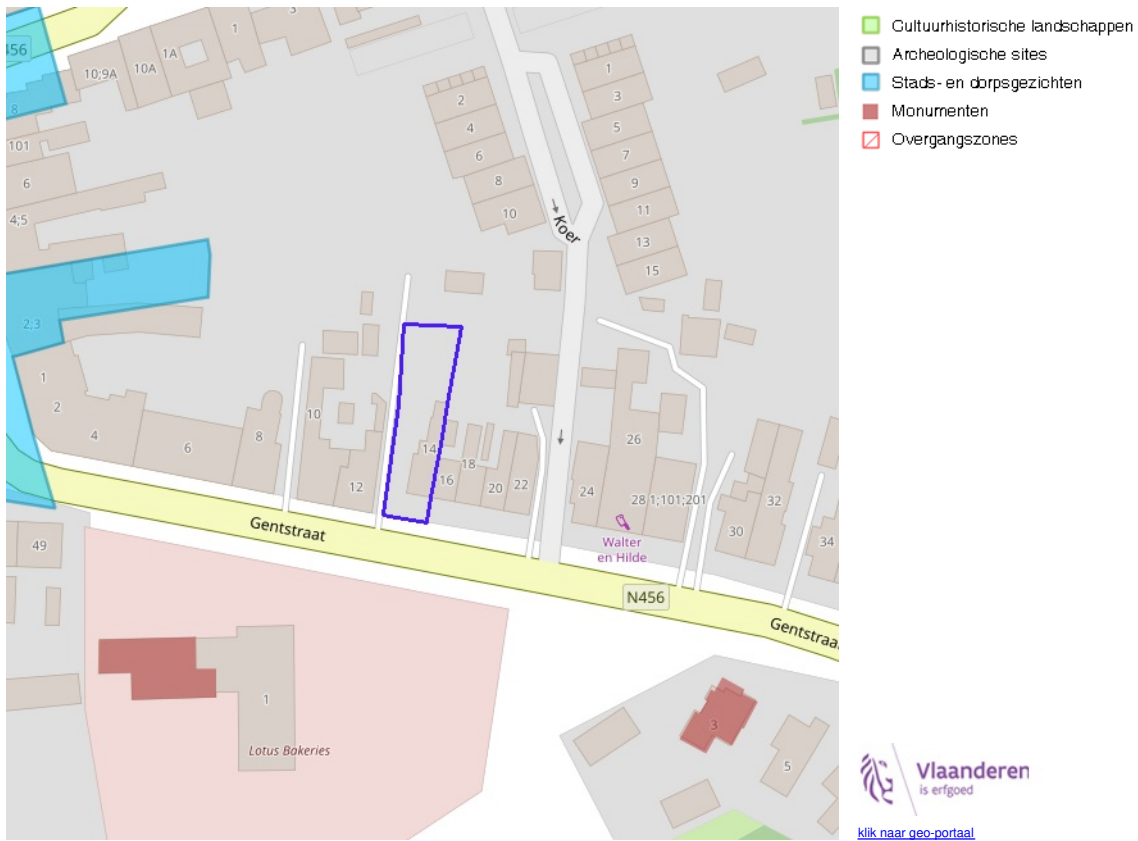 456
3
1
1A
10A
10;9A
8
101
6
4;5
2;3
1
2
4
6
8
10
12
14
16
18
20
22
24
26
28 1;101;201
30
32
34
2
4
6
8
10
1
3
5
7
9
11
13
15
Koer
Gentstraat
Walter
en Hilde
N456
Gentstraa
49
1
Lotus Bakeries
3
5
Cultuurhistorische landschappen
Archeologische sites
Stads- en dorpsgezichten
Monumenten
Overgangszones
Vlaanderen
is erfgoed
klik naar geo-portaal